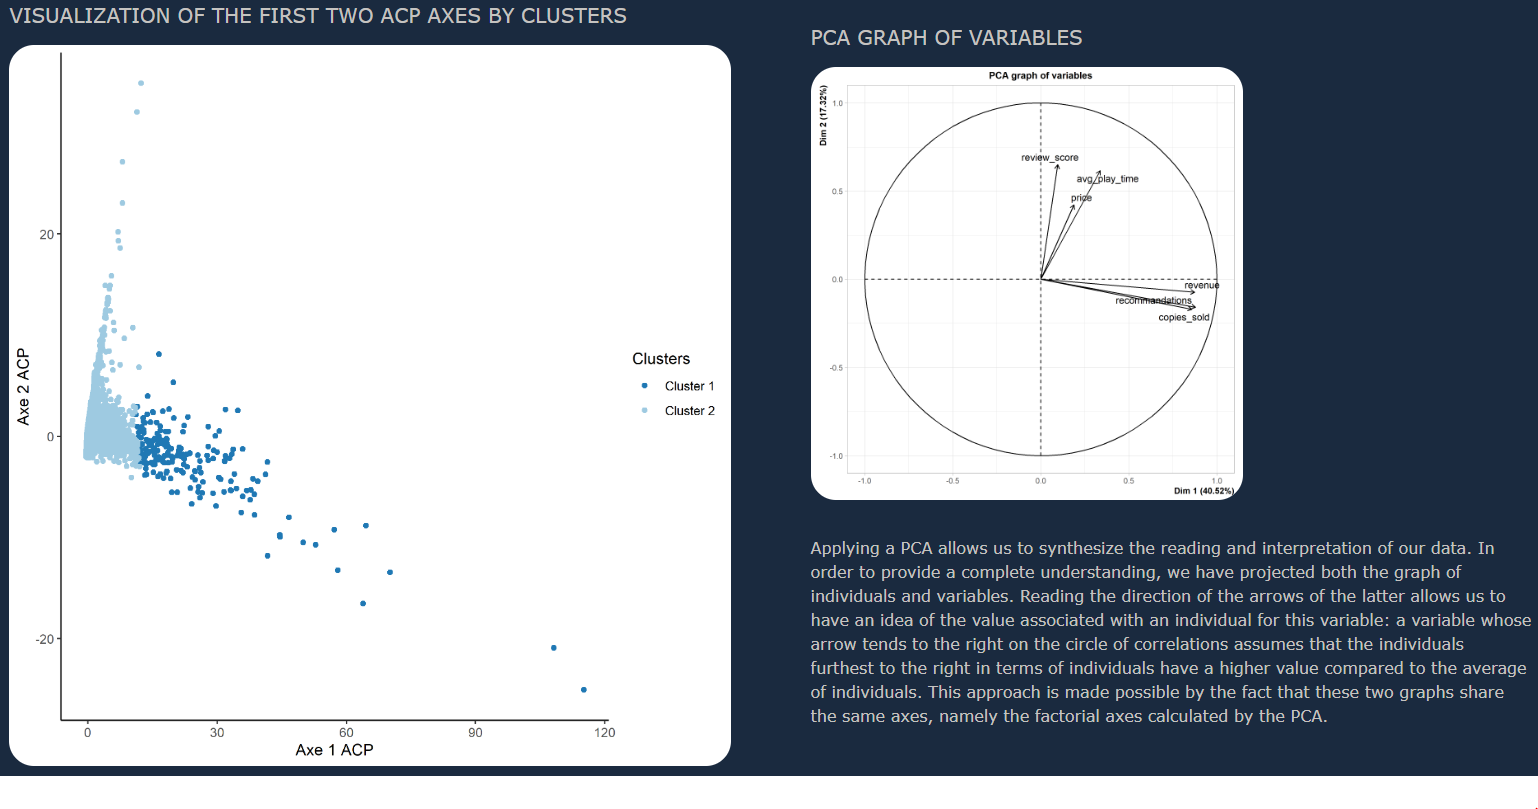 VISUALIZATION OF THE FIRST TWO ACP AXES BY CLUSTERS
20
0
-20
0
30
60
90
120
Axe 2 ACP
Axe 1 ACP
Clusters
Cluster 1
Cluster 2
PCA GRAPH OF VARIABLES
PCA graph of variables
Dim 2 (17.32%)
1.0
0.5
0.0
-0.5
-1.0
review_score
avg_play_time
price
revenue
recommandations
copies_sold
-1.0
-0.5
0.0
0.5
1.0
Dim 1 (40.52%)
Applying a PCA allows us to synthesize the reading and interpretation of our data. In
order to provide a complete understanding, we have projected both the graph of
individuals and variables. Reading the direction of the arrows of the latter allows us to
have an idea of the value associated with an individual for this variable: a variable whose
arrow tends to the right on the circle of correlations assumes that the individuals
furthest to the right in terms of individuals have a higher value compared to the average
of individuals. This approach is made possible by the fact that these two graphs share
the same axes, namely the factorial axes calculated by the PCA.